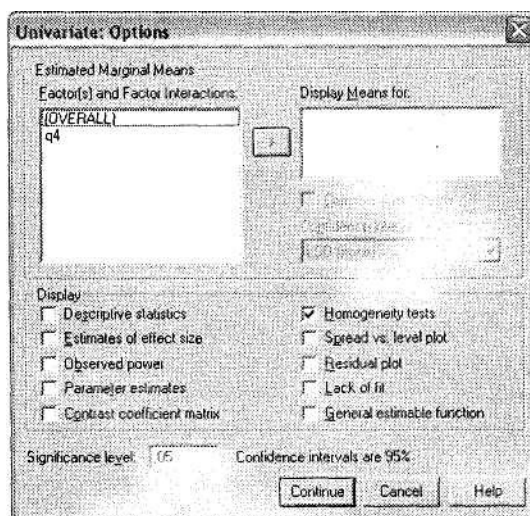 Univariate: Options
Estimated Marginal Means
Factor(s) and Factor Interactions:
(OVERALL)
q4
Display Means for:
Display
Descriptive statistics
Estimates of effect size
Observed power
Parameter estimates
Contrast coefficient matrix
Homogeneity tests
Spread vs. level plot
Residual plot
Lack of fit
General estimable function
Significance level: .05 Confidence intervals are 95%
Continue Cancel Help